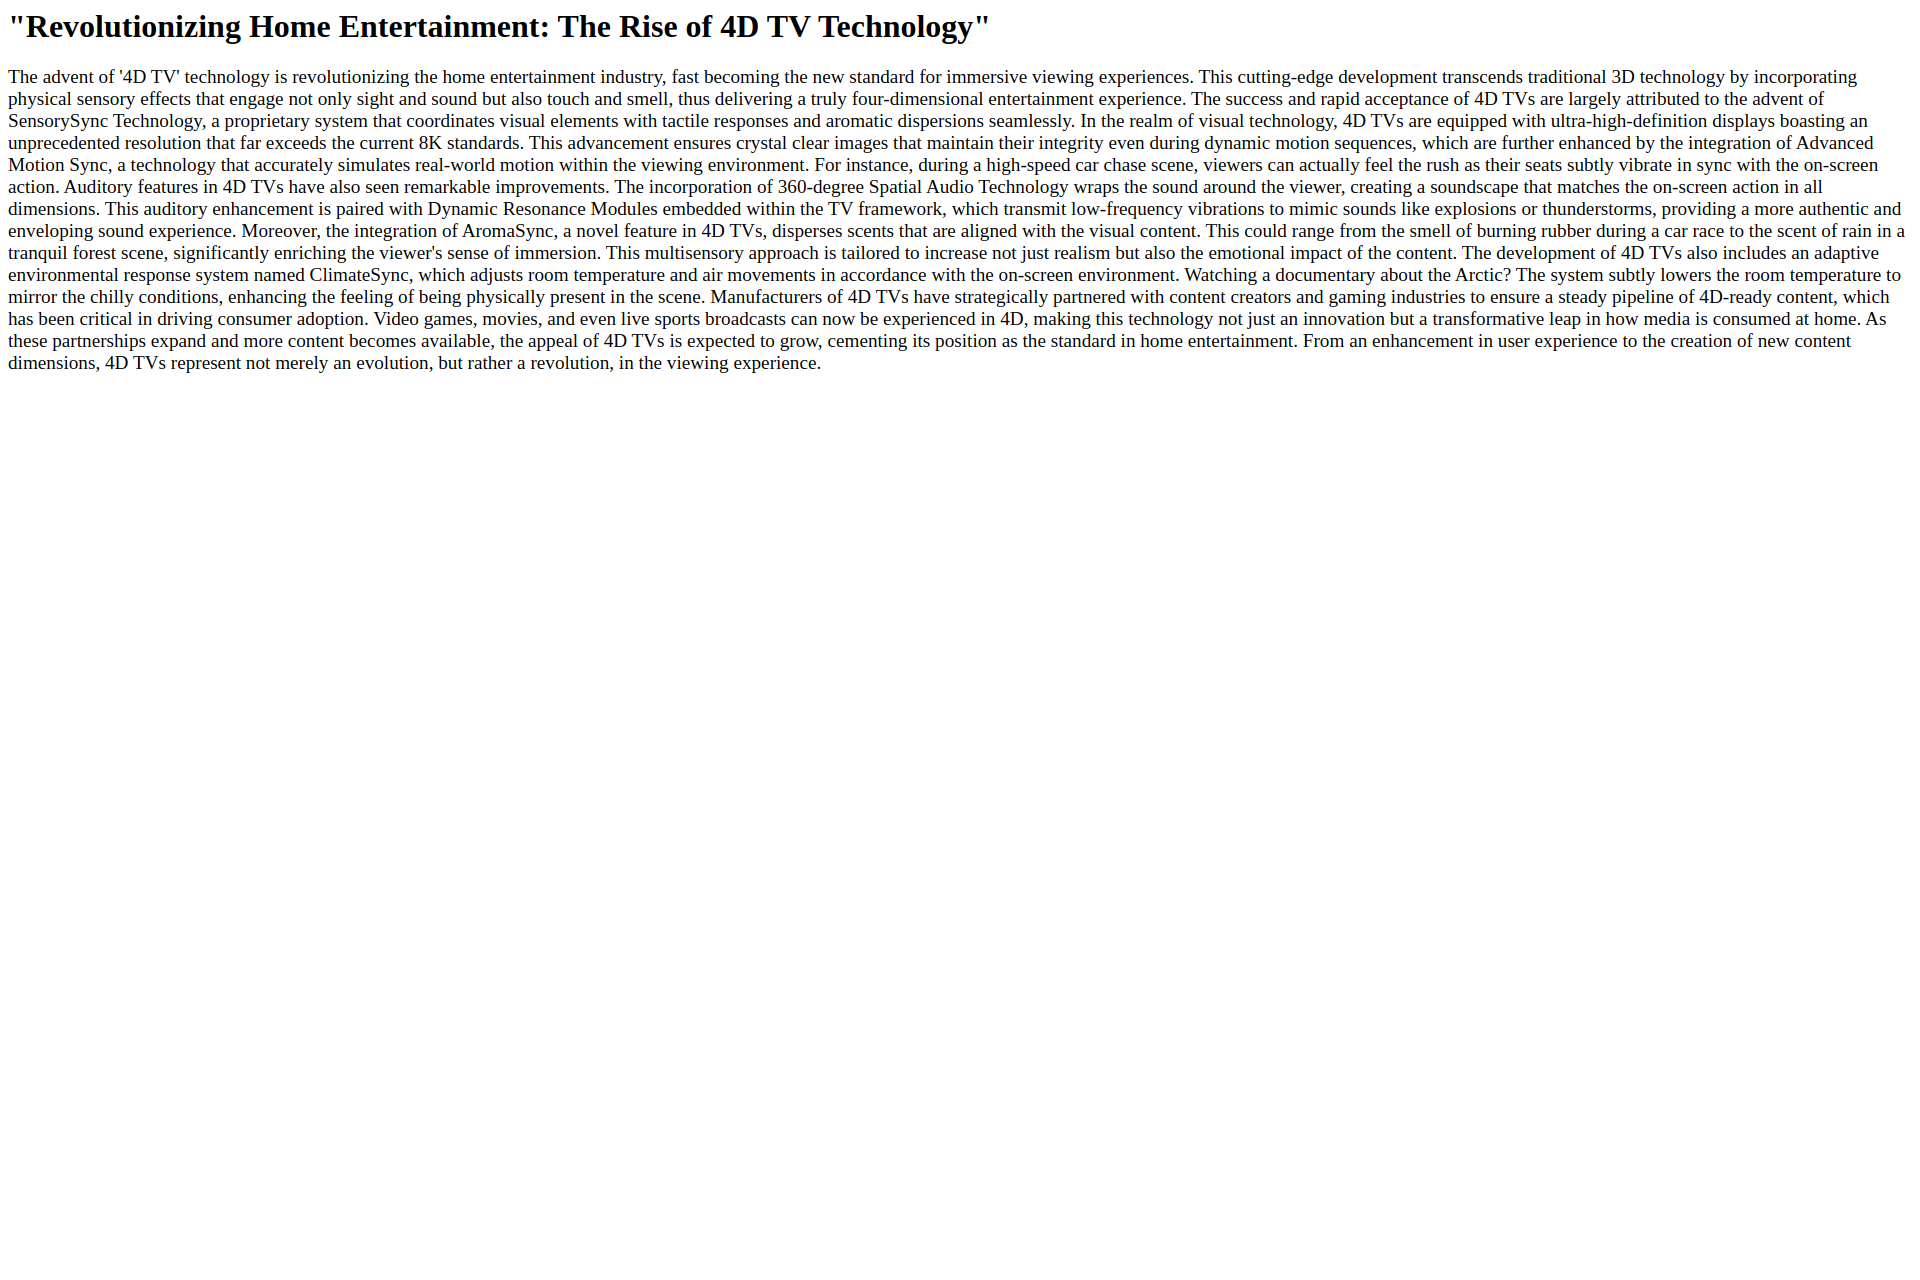 "Revolutionizing Home Entertainment: The Rise of 4D TV Technology"
The advent of '4D TV' technology is revolutionizing the home entertainment industry, fast becoming the new standard for immersive viewing experiences. This cutting-edge development transcends traditional 3D technology by incorporating
physical sensory effects that engage not only sight and sound but also touch and smell, thus delivering a truly four-dimensional entertainment experience. The success and rapid acceptance of 4D TVs are largely attributed to the advent of
SensorySync Technology, a proprietary system that coordinates visual elements with tactile responses and aromatic dispersions seamlessly. In the realm of visual technology, 4D TVs are equipped with ultra-high-definition displays boasting an
unprecedented resolution that far exceeds the current 8K standards. This advancement ensures crystal clear images that maintain their integrity even during dynamic motion sequences, which are further enhanced by the integration of Advanced
Motion Sync, a technology that accurately simulates real-world motion within the viewing environment. For instance, during a high-speed car chase scene, viewers can actually feel the rush as their seats subtly vibrate in sync with the on-screen
action. Auditory features in 4D TVs have also seen remarkable improvements. The incorporation of 360-degree Spatial Audio Technology wraps the sound around the viewer, creating a soundscape that matches the on-screen action in all
dimensions. This auditory enhancement is paired with Dynamic Resonance Modules embedded within the TV framework, which transmit low-frequency vibrations to mimic sounds like explosions or thunderstorms, providing a more authentic and
enveloping sound experience. Moreover, the integration of AromaSync, a novel feature in 4D TVs, disperses scents that are aligned with the visual content. This could range from the smell of burning rubber during a car race to the scent of rain in a
tranquil forest scene, significantly enriching the viewer's sense of immersion. This multisensory approach is tailored to increase not just realism but also the emotional impact of the content. The development of 4D TVs also includes an adaptive
environmental response system named ClimateSync, which adjusts room temperature and air movements in accordance with the on-screen environment. Watching a documentary about the Arctic? The system subtly lowers the room temperature to
mirror the chilly conditions, enhancing the feeling of being physically present in the scene. Manufacturers of 4D TVs have strategically partnered with content creators and gaming industries to ensure a steady pipeline of 4D-ready content, which
has been critical in driving consumer adoption. Video games, movies, and even live sports broadcasts can now be experienced in 4D, making this technology not just an innovation but a transformative leap in how media is consumed at home. As
these partnerships expand and more content becomes available, the appeal of 4D TVs is expected to grow, cementing its position as the standard in home entertainment. From an enhancement in user experience to the creation of new content
dimensions, 4D TVs represent not merely an evolution, but rather a revolution, in the viewing experience.